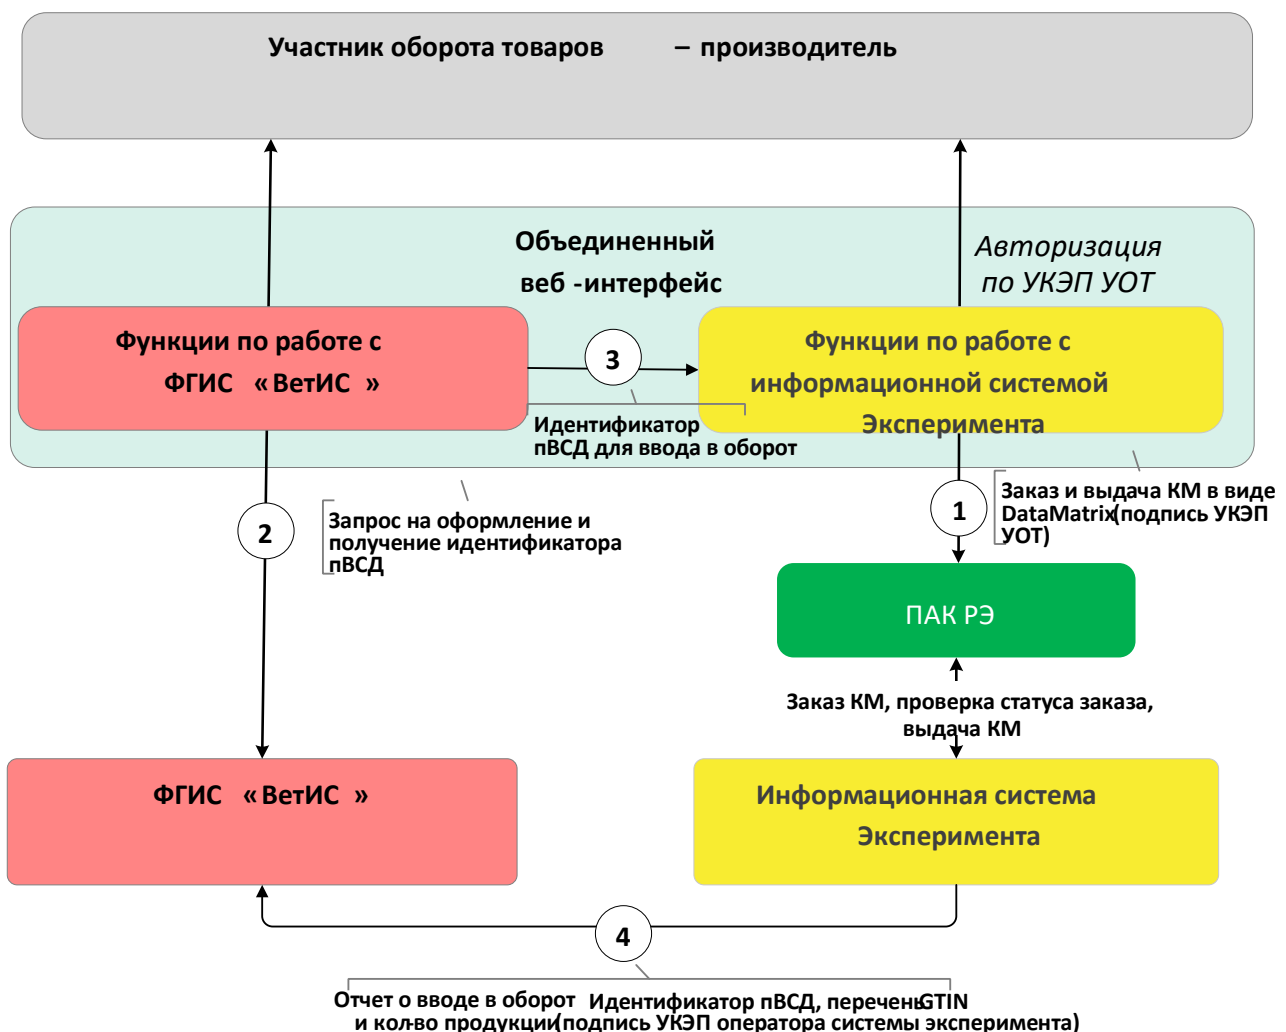 Участник оборота товаров – производитель
Объединенный
веб -интерфейс
Авторизация
по УКЭП УОТ
Функции по работе с
ФГИС « ВетИС »
3
Функции по работе с
информационной системой
Эксперимента
Идентификатор
пВСД для ввода в оборот
2
Запрос на оформление и
получение идентификатора
пВСД
1
Заказ и выдача КМ в виде
DataMatrix(подпись УКЭП
УОТ)
ПАК РЭ
Заказ КМ, проверка статуса заказа,
выдача КМ
ФГИС « ВетИС »
Информационная система
Эксперимента
4
Отчет о вводе в оборот Идентификатор пВСД, перечень GTIN
и кол-во продукции(подпись УКЭП оператора системы эксперимента)